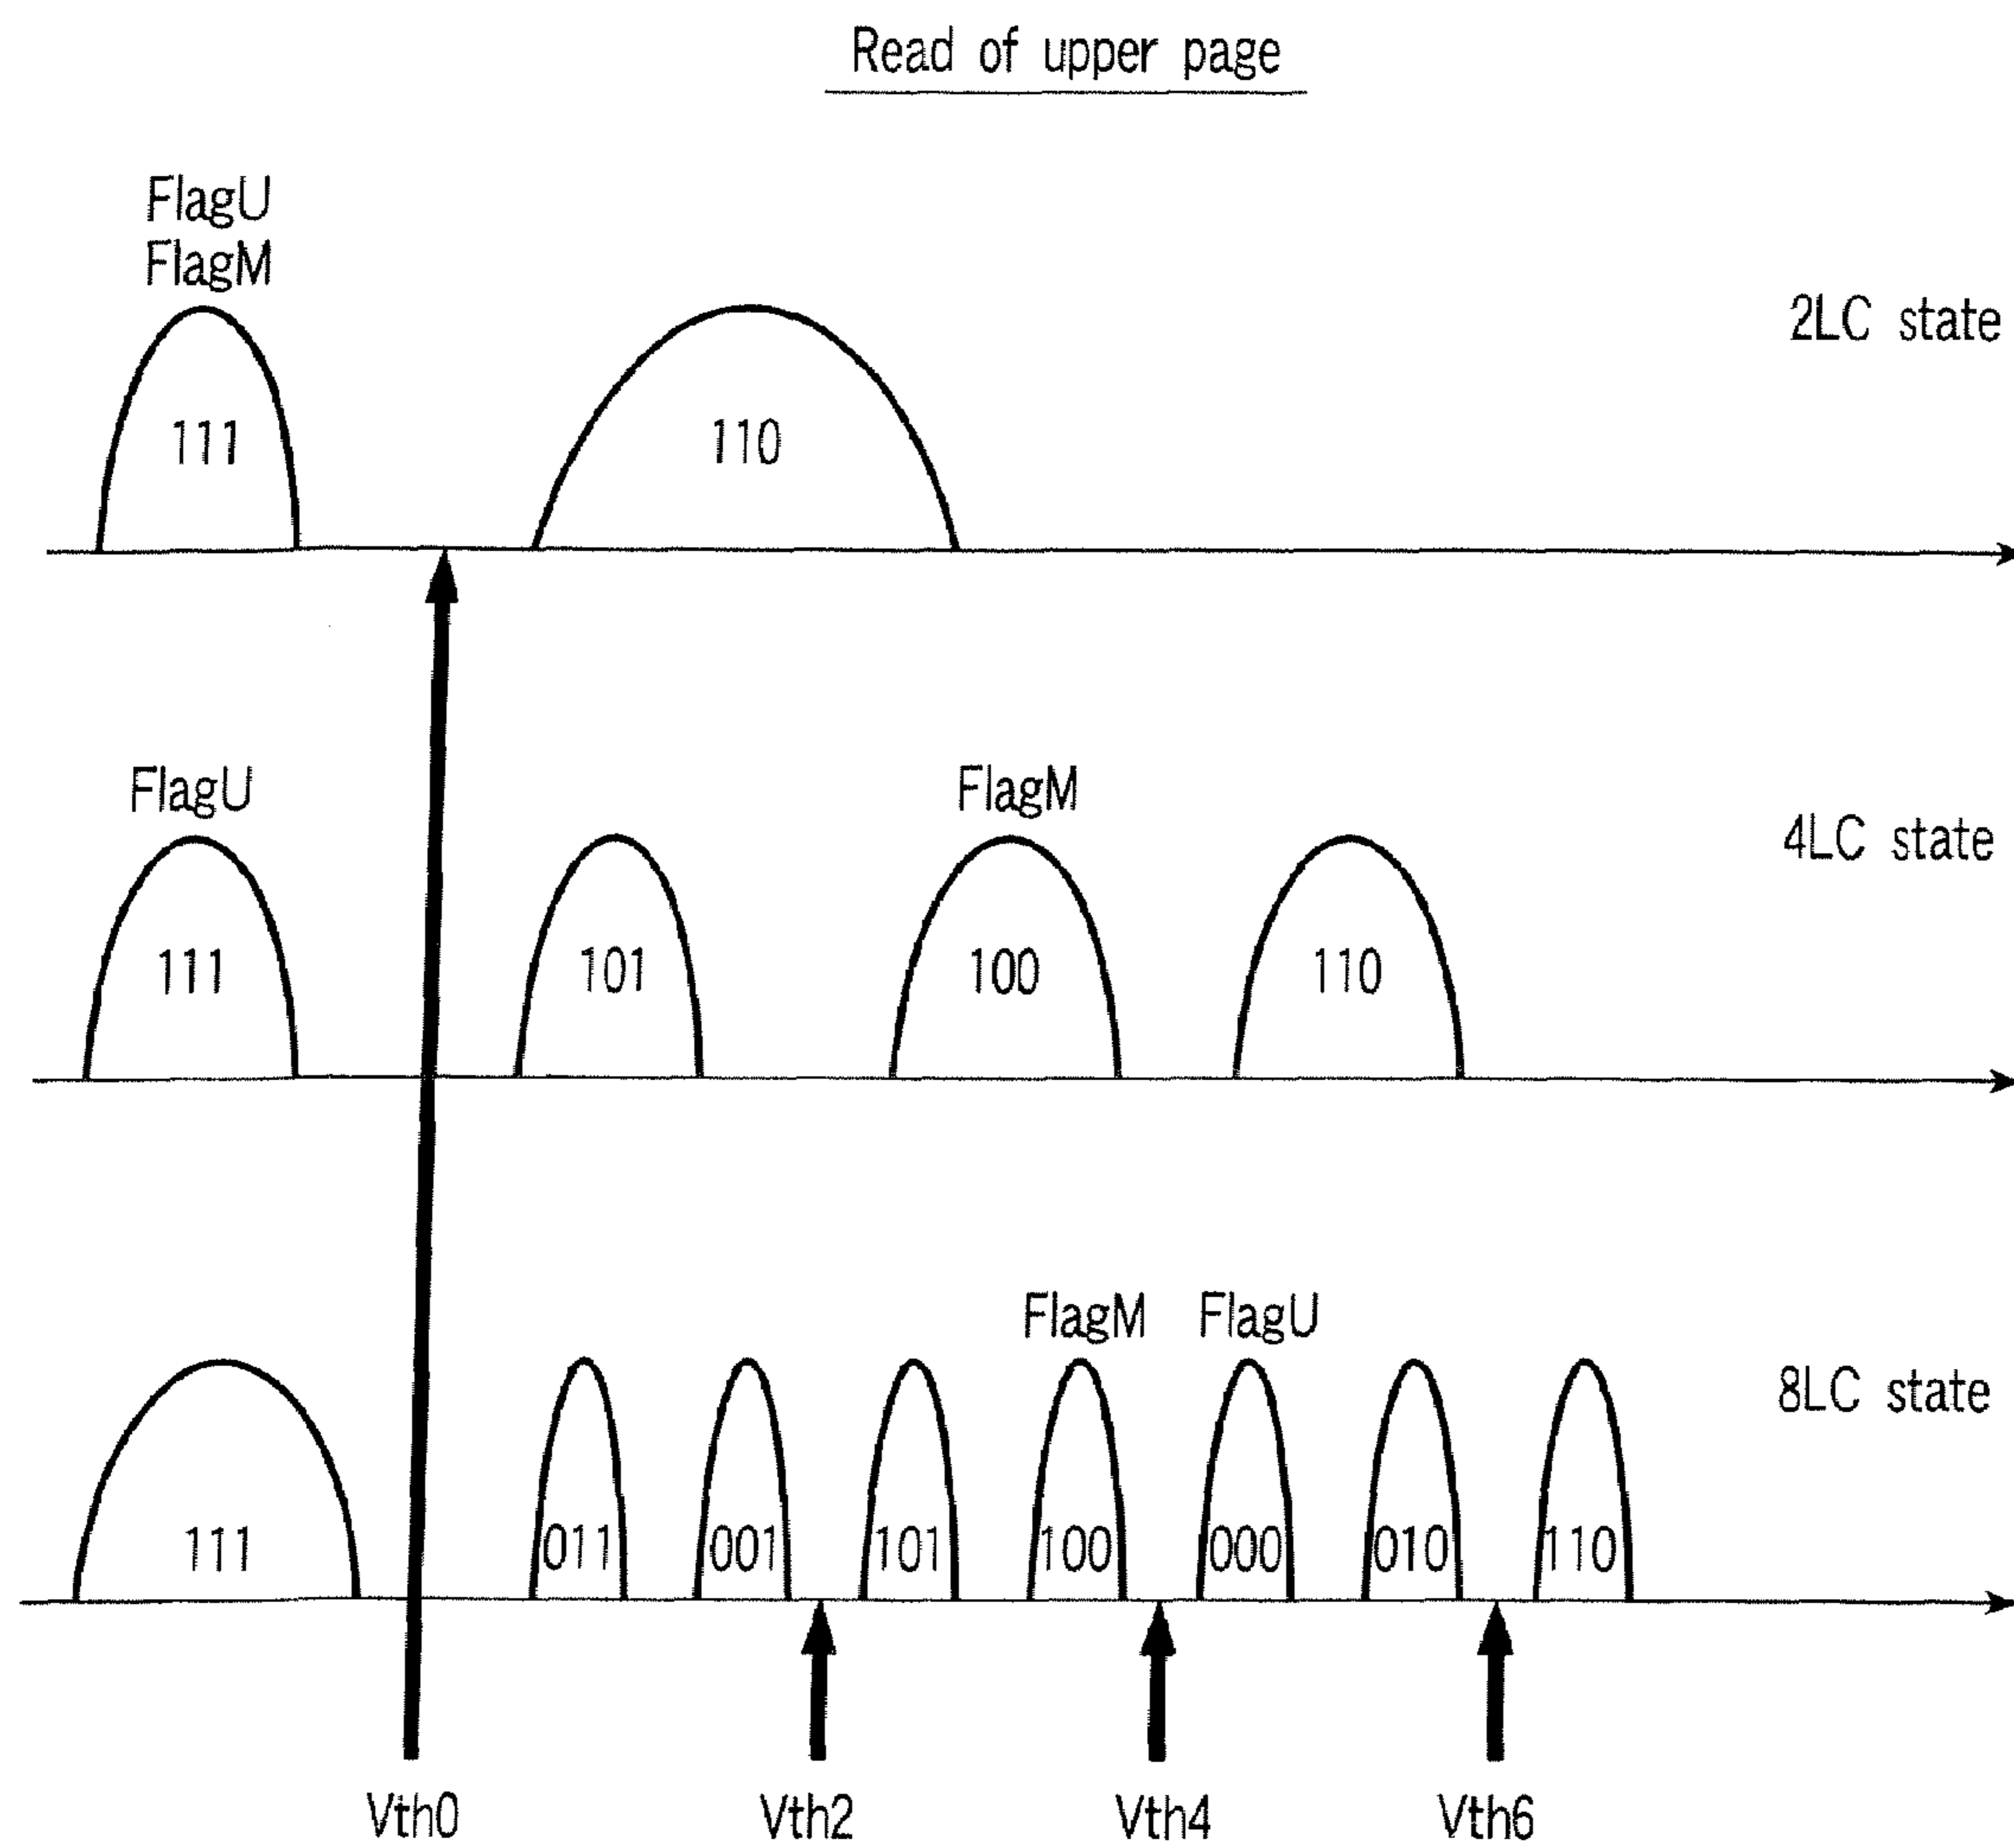 Read of upper page
FlagU
FlagM
2LC state
111 110
FlagU FlagM
4LC state
111 101 100 110
FlagM FlagU
8LC state
111 011 001 101 100 000 010 110
Vth0 Vth2 Vth4 Vth6